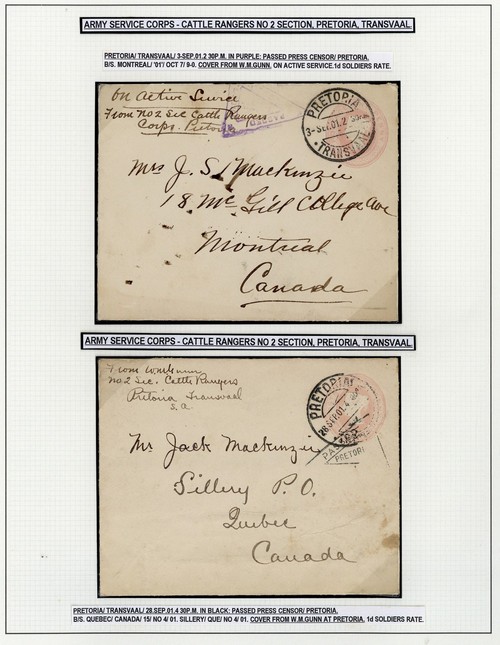 ARMY SERVICE CORPS - CATTLE RANGERS NO 2 SECTION, PRETORIA, TRANSVAAL
PRETORIA/ TRANSVAAL/ 3-SEP.01.2 30P.M. IN PURPLE: PASSED PRESS CENSOR/ PRETORIA.
B/S. MONTREAL/ '01'/ OCT 7/ 9-0. COVER FROM W.M.GUNN, ON ACTIVE SERVICE.1d SOLDIERS RATE.
On Active Service
From No 2 Sec Cattle Rangers
Corps. Pretoria
PRETORIA
3-SEP.01.2
TRANSVAAL
Mrs J. S. Mackinzie
18 Mc Gill College Ave
Montreal
Canada
ARMY SERVICE CORPS - CATTLE RANGERS NO 2 SECTION, PRETORIA, TRANSVAAL
From W.M.Gunn
No 2 Sec. Cattle Rangers
Pretoria Transvaal
S.A.
PRETORIA
28 SEP.01.4
PRETORI
Mr Jack Mackinzie
Sillery P.O.
Quebec
Canada
PRETORIA/ TRANSVAAL/ 28.SEP.01.4 30P.M. IN BLACK: PASSED PRESS CENSOR/ PRETORIA.
B/S. QUEBEC/ CANADA/ 15/ NO 4/ 01. SILLERY/ QUE/ NO 4/ 01. COVER FROM W.M.GUNN AT PRETORIA, 1d SOLDIERS RATE.